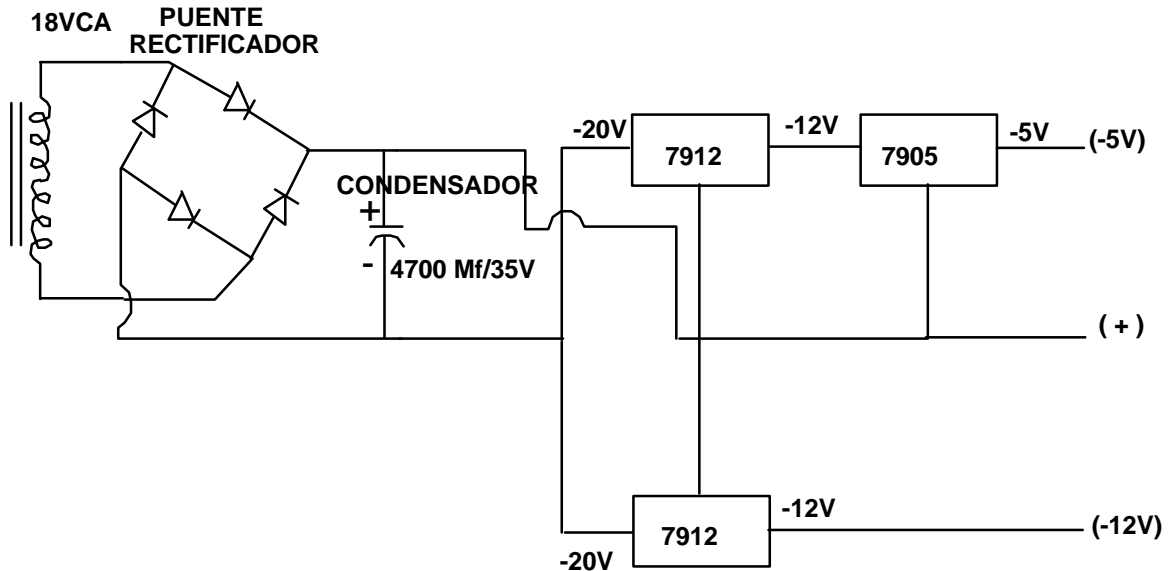 18VCA
PUENTE
RECTIFICADOR
-20V
7912
-12V
7905
-5V
(-5V)
CONDENSADOR
+
-
4700 Mf/35V
( + )
-20V
7912
-12V
(-12V)